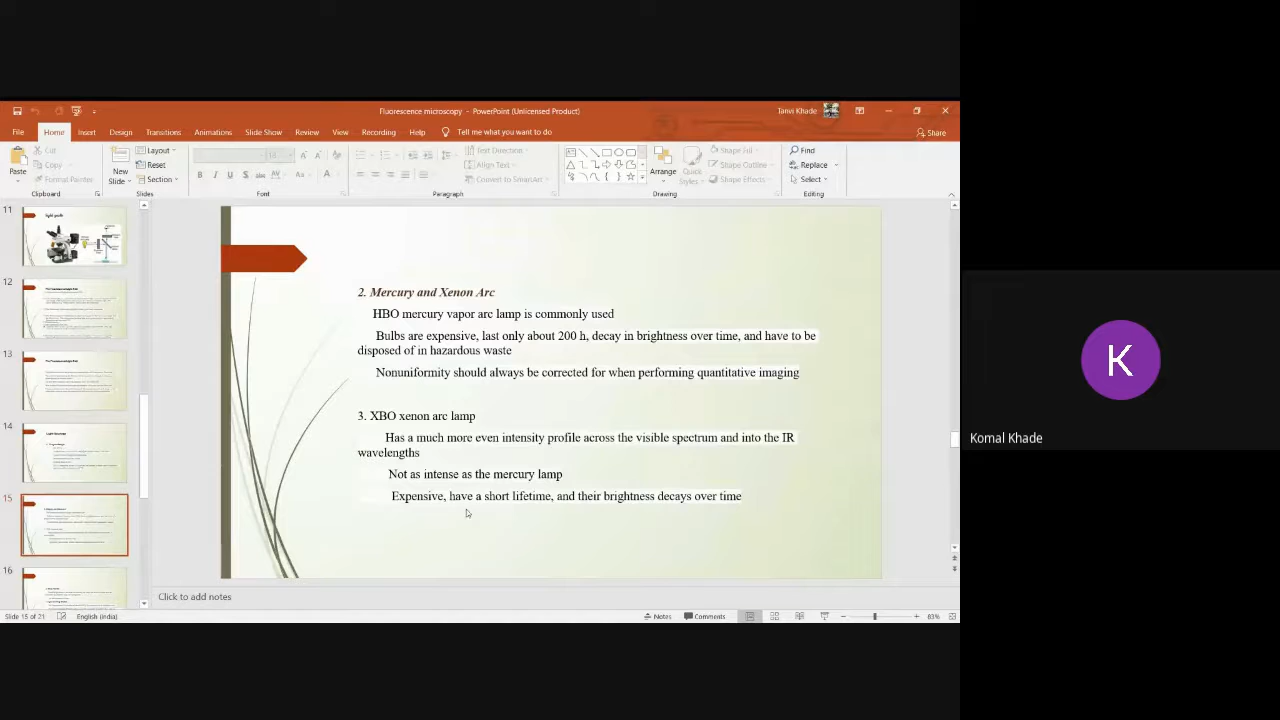 Fluorescence microscopy - PowerPoint (Unlicensed Product)
Tanvi Khade
File Home Insert Design Transitions Animations Slide Show Review View Recording Help Tell me what you want to do
Share
Paste
Cut
Copy
Format Painter
Clipboard
New Slide
Layout
Reset
Section
Slides
Font
Text Direction
Align Text
Convert to SmartArt
Paragraph
Arrange
Quick Styles
Shape Fill
Shape Outline
Shape Effects
Drawing
Find
Replace
Select
Editing
11
12
13
14
15
16
2. Mercury and Xenon Arc
HBO mercury vapor arc lamp is commonly used
Bulbs are expensive, last only about 200 h, decay in brightness over time, and have to be
disposed of in hazardous waste
Nonuniformity should always be corrected for when performing quantitative imaging
3. XBO xenon arc lamp
Has a much more even intensity profile across the visible spectrum and into the IR
wavelengths
Not as intense as the mercury lamp
Expensive, have a short lifetime, and their brightness decays over time
Click to add notes
Slide 15 of 21 English (India)
Notes Comments 83%
K
Komal Khade